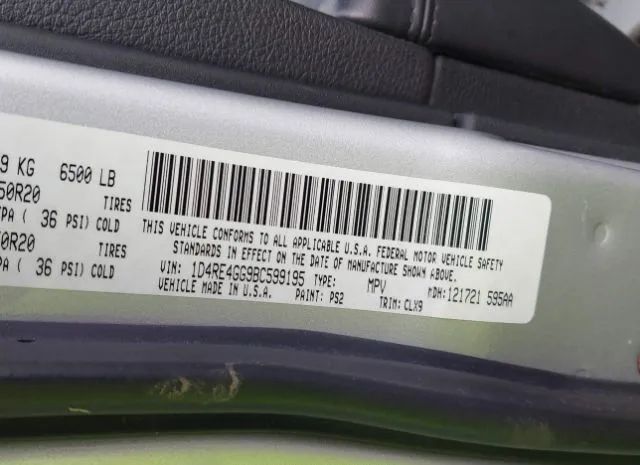 9 KG 6500 LB
50R20 TIRES
PA ( 36 PSI) COLD
0R20 TIRES
PA ( 36 PSI) COLD
THIS VEHICLE CONFORMS TO ALL APPLICABLE U.S.A. FEDERAL MOTOR VEHICLE SAFETY
STANDARDS IN EFFECT ON THE DATE OF MANUFACTURE SHOWN ABOVE.
VIN: 1D4RE4GG9BC599195 TYPE: MPV MDH: 121721 595AA
VEHICLE MADE IN U.S.A. PAINT: PS2 TRIM: CLX9